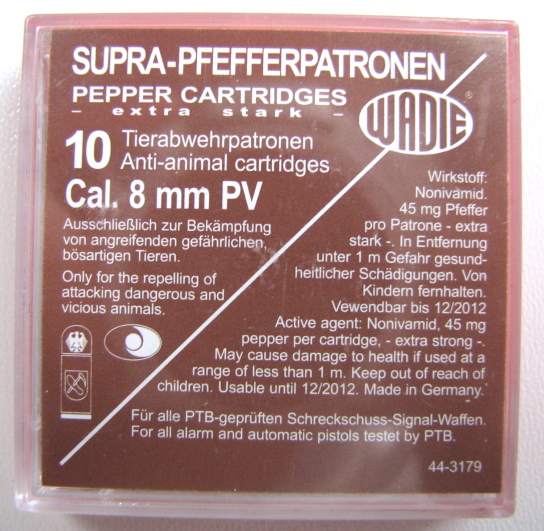 SUPRA-PFEFFERPATRONEN
PEPPER CARTRIDGES
- extra stark -
WADIE®
10 Tierabwehrpatronen
Anti-animal cartridges
Cal. 8 mm PV
Ausschließlich zur Bekämpfung
von angreifenden gefährlichen,
bösartigen Tieren.
Only for the repelling of
attacking dangerous and
vicious animals.
Wirkstoff:
Nonivamid.
45 mg Pfeffer
pro Patrone - extra
stark -. In Entfernung
unter 1 m Gefahr gesund-
heitlicher Schädigungen. Von
Kindern fernhalten.
Vewendbar bis 12/2012
Active agent: Nonivamid, 45 mg
pepper per cartridge, - extra strong -.
May cause damage to health if used at a
range of less than 1 m. Keep out of reach of
children. Usable until 12/2012. Made in Germany.
Für alle PTB-geprüften Schreckschuss-Signal-Waffen.
For all alarm and automatic pistols testet by PTB.
44-3179